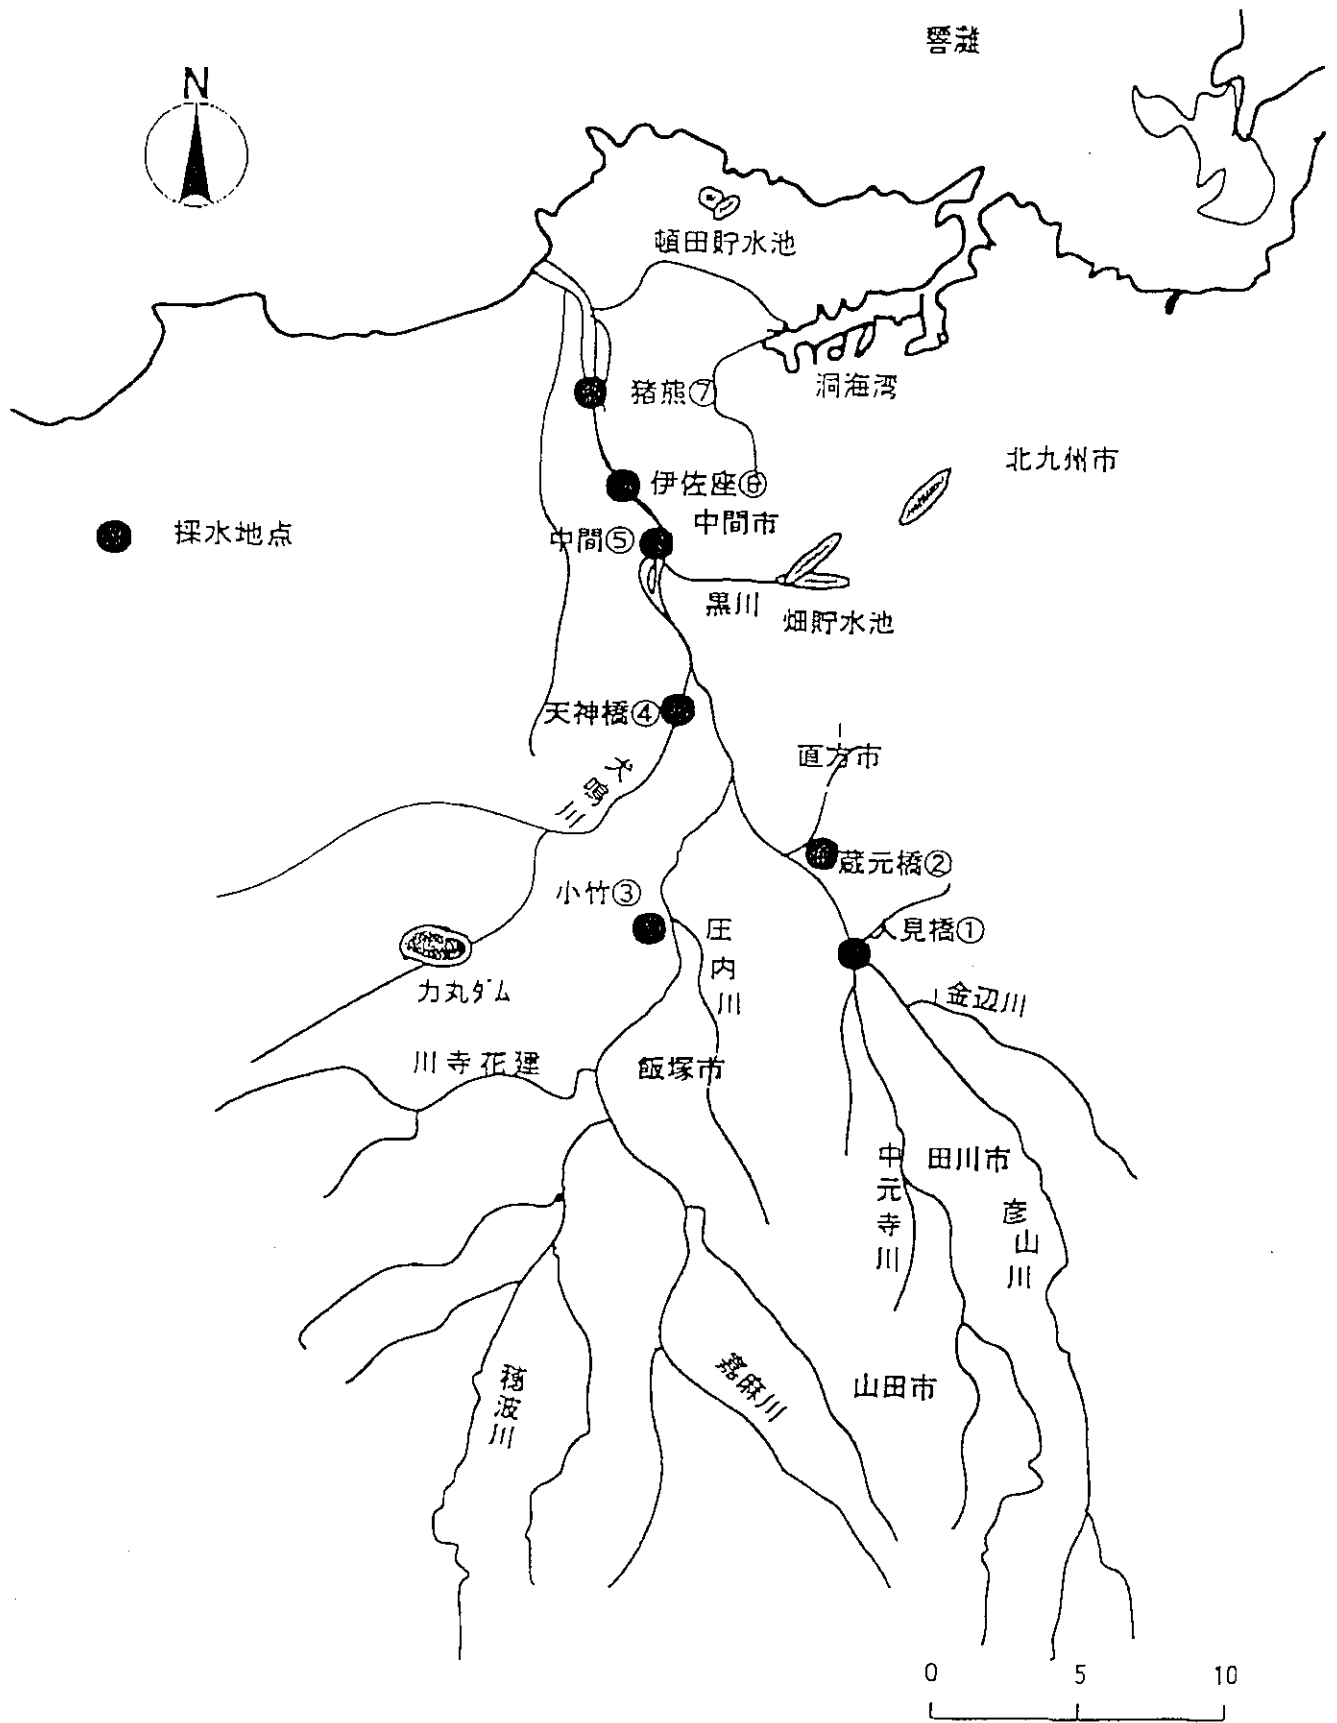 響灘
N
頓田貯水池
猪熊⑦
洞海湾
北九州市
伊佐座⑥
中間市
採水地点
中間⑤
黒川
畑貯水池
天神橋④
直方市
犬鳴川
蔵元橋②
小竹③
人見橋①
庄内川
力丸ダム
金辺川
川寺花建
飯塚市
中元寺川
田川市
彦山川
穂波川
嘉麻川
山田市
0 5 10